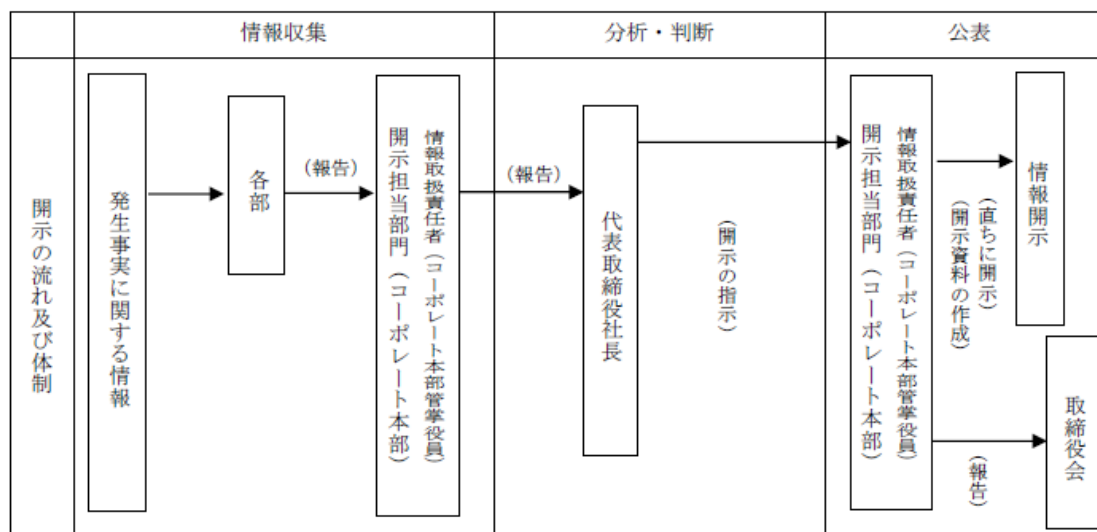 情報収集
分析・判断
公表
開示の流れ及び体制
発生事実に関する情報
各部
（報告）
情報取扱責任者（コーポレート本部管掌役員）
開示担当部門（コーポレート本部）
（報告）
代表取締役社長
（開示の指示）
情報取扱責任者（コーポレート本部管掌役員）
開示担当部門（コーポレート本部）
（直ちに開示）
（開示資料の作成）
情報開示
（報告）
取締役会